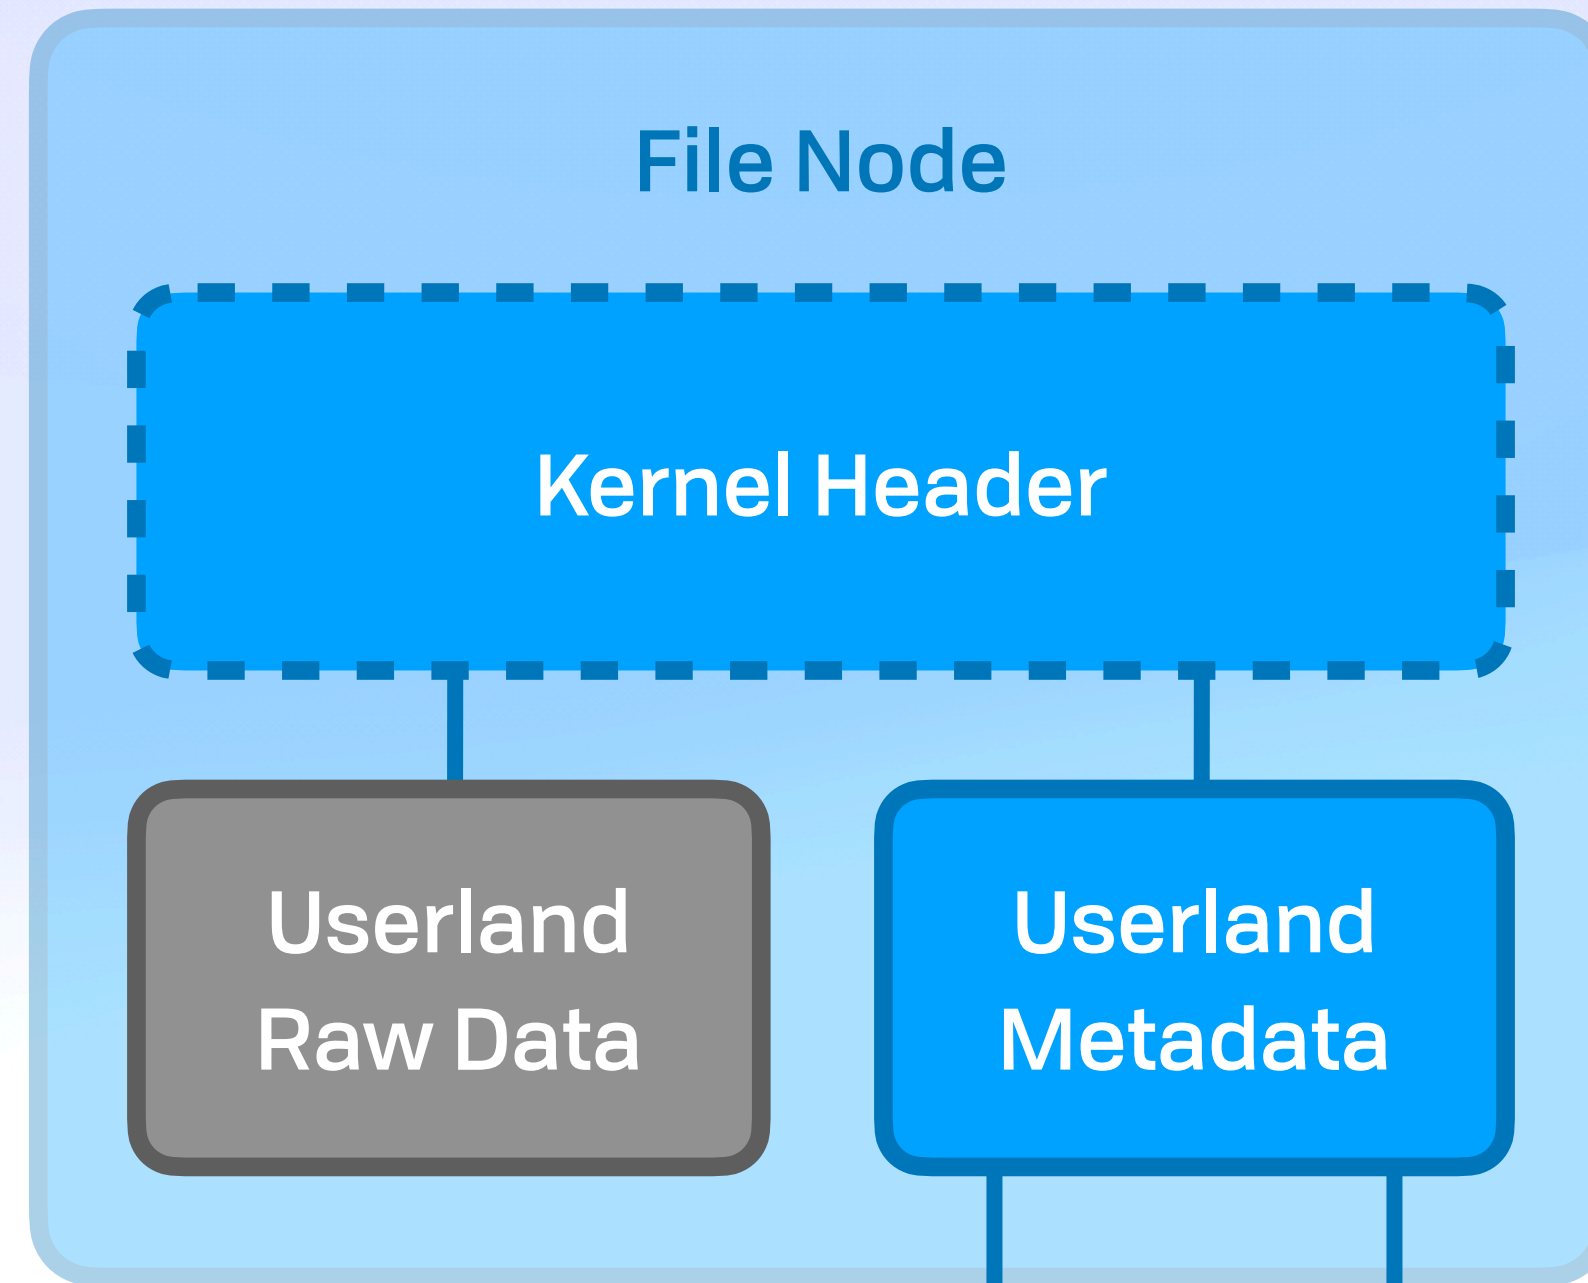 File Node
Kernel Header
Userland
Raw Data
Userland
Metadata